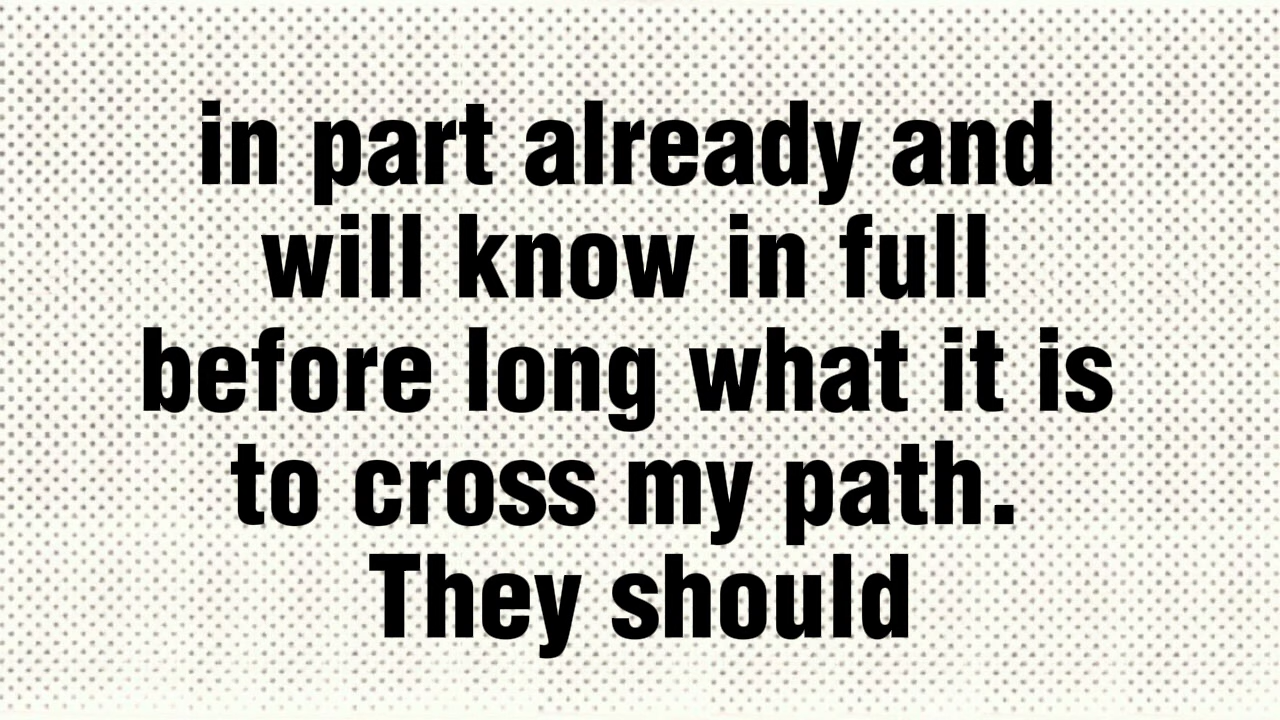 in part already and
will know in full
before long what it is
to cross my path.
They should